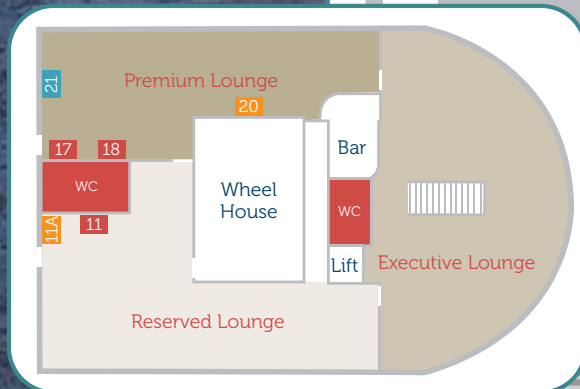 Premium Lounge
21
20
17
18
Bar
WC
Wheel
House
WC
11A
11
Lift
Executive Lounge
Reserved Lounge